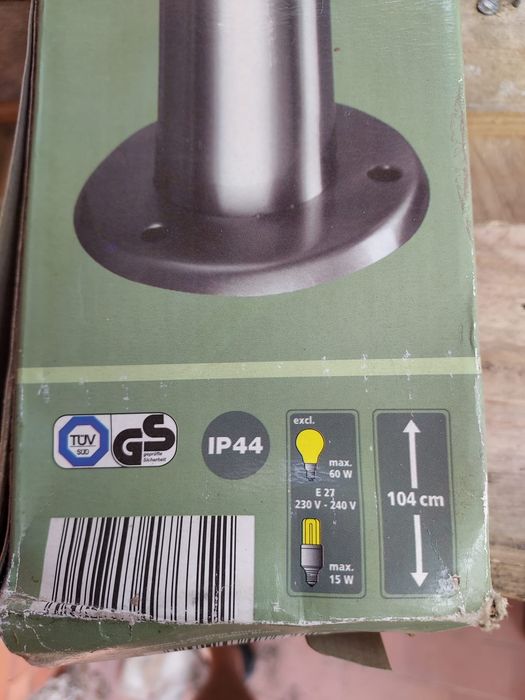 TÜV
SÜD
GS
geprüfte
Sicherheit
IP44
excl.
max.
60 W
E 27
230 V - 240 V
max.
15 W
104 cm